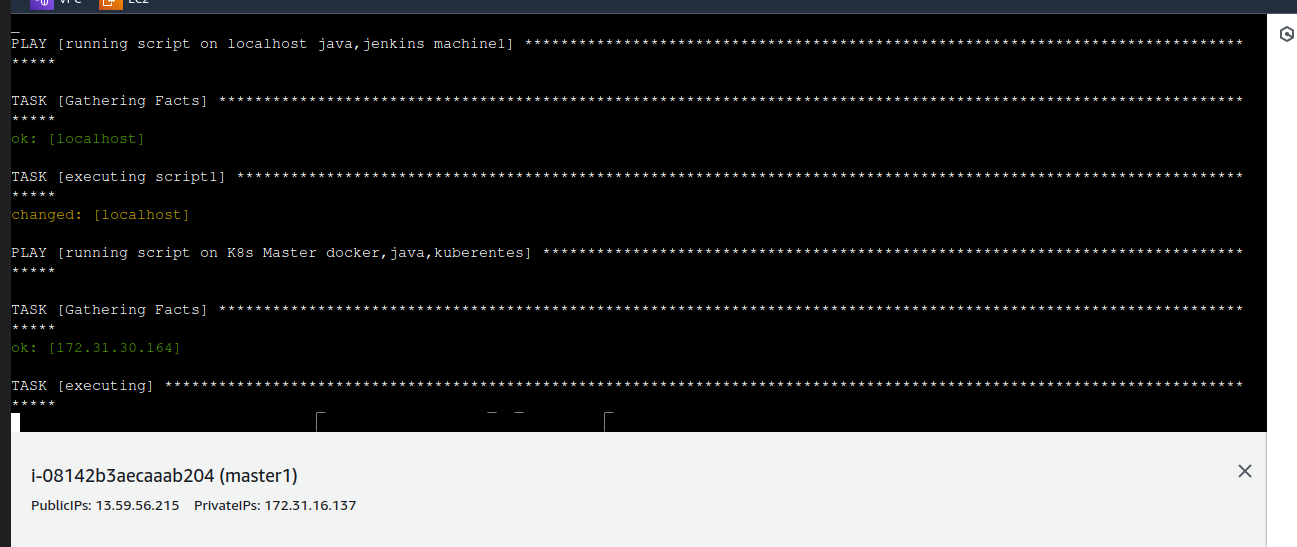 VPC EC2
PLAY [running script on localhost java,jenkins machine1] ********************************************************************************
*****
TASK [Gathering Facts] ******************************************************************************************************************
*****
ok: [localhost]
TASK [executing script1] ****************************************************************************************************************
*****
changed: [localhost]
PLAY [running script on K8s Master docker,java,kuberentes] ******************************************************************************
*****
TASK [Gathering Facts] ******************************************************************************************************************
*****
ok: [172.31.30.164]
TASK [executing] ************************************************************************************************************************
*****
i-08142b3aecaaab204 (master1)
PublicIPs: 13.59.56.215 PrivateIPs: 172.31.16.137